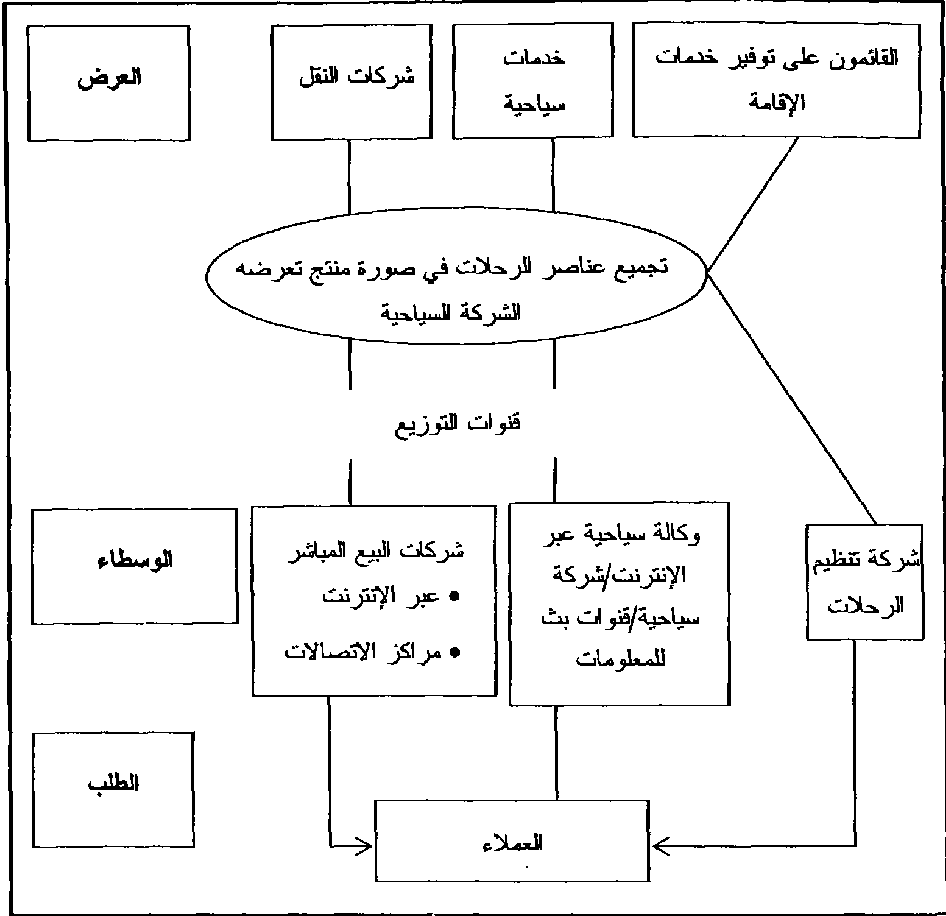 القائمون على توفير خدمات
الإقامة
خدمات
سياحية
شركات النقل
العرض
تجميع عناصر الرحلات في صورة منتج تعرضه
الشركة السياحية
قنوات التوزيع
شركة تنظيم
الرحلات
وكالة سياحية عبر
الإنترنت/شركة
سياحية/قنوات بث
للمعلومات
شركات البيع المباشر
• عبر الإنترنت
• مراكز الاتصالات
الوسطاء
الطلب
العملاء